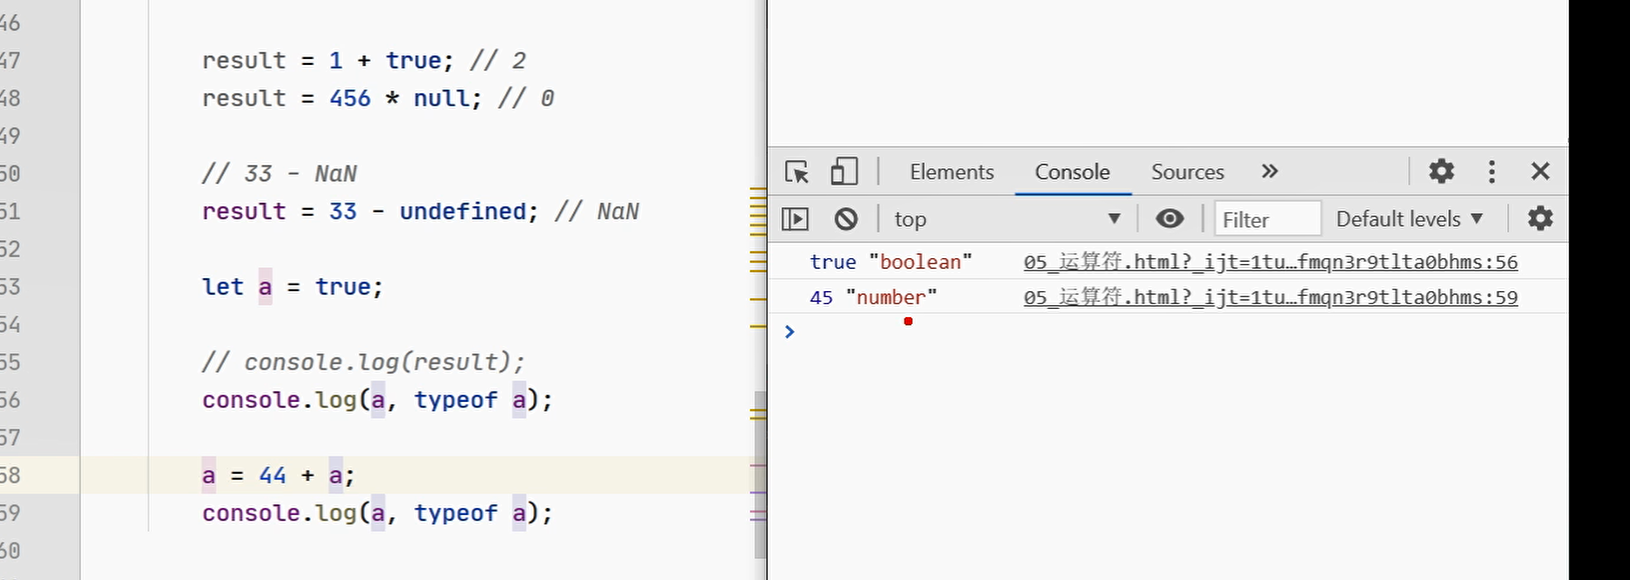 46
47 result = 1 + true; // 2
48 result = 456 * null; // 0
49
50 // 33 - NaN
51 result = 33 - undefined; // NaN
52
53 let a = true;
54
55 // console.log(result);
56 console.log(a, typeof a);
57
58 a = 44 + a;
59 console.log(a, typeof a);
60
Elements Console Sources »
top Filter Default levels
true "boolean" 05_运算符.html?_ijt=1tu…fmqn3r9tlta0bhms:56
45 "number" 05_运算符.html?_ijt=1tu…fmqn3r9tlta0bhms:59
>